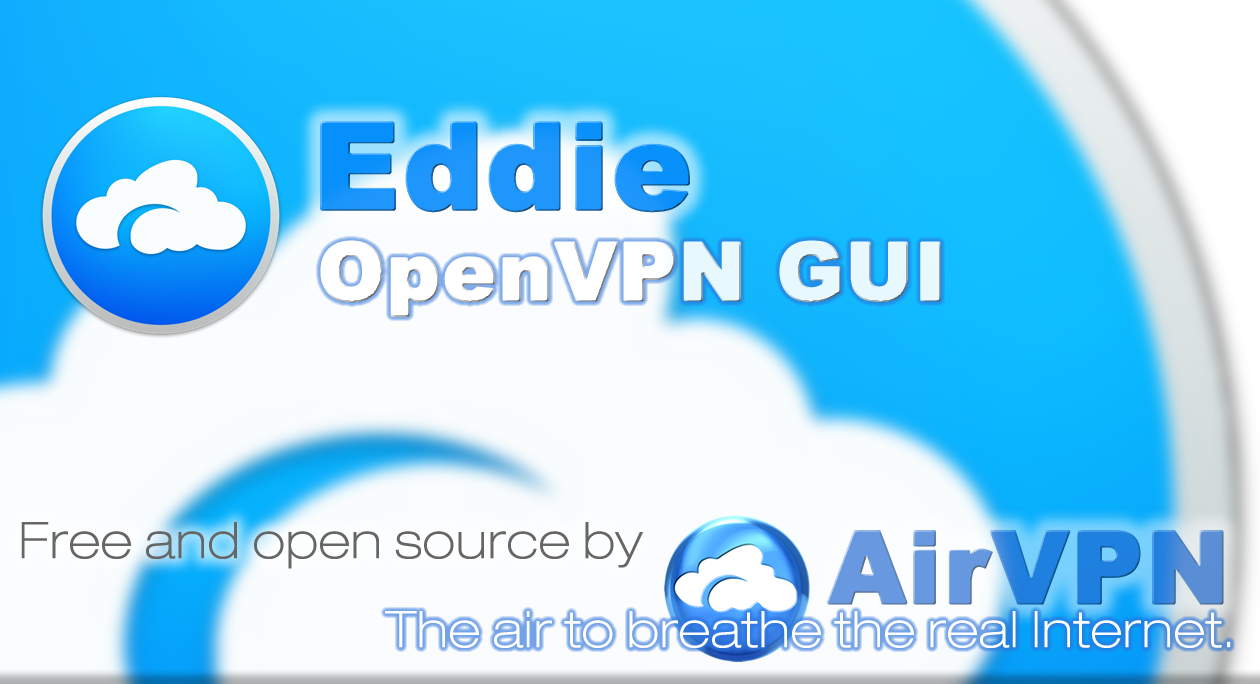 Eddie
OpenVPN GUI
Free and open source by AirVPN
The air to breathe the real Internet.